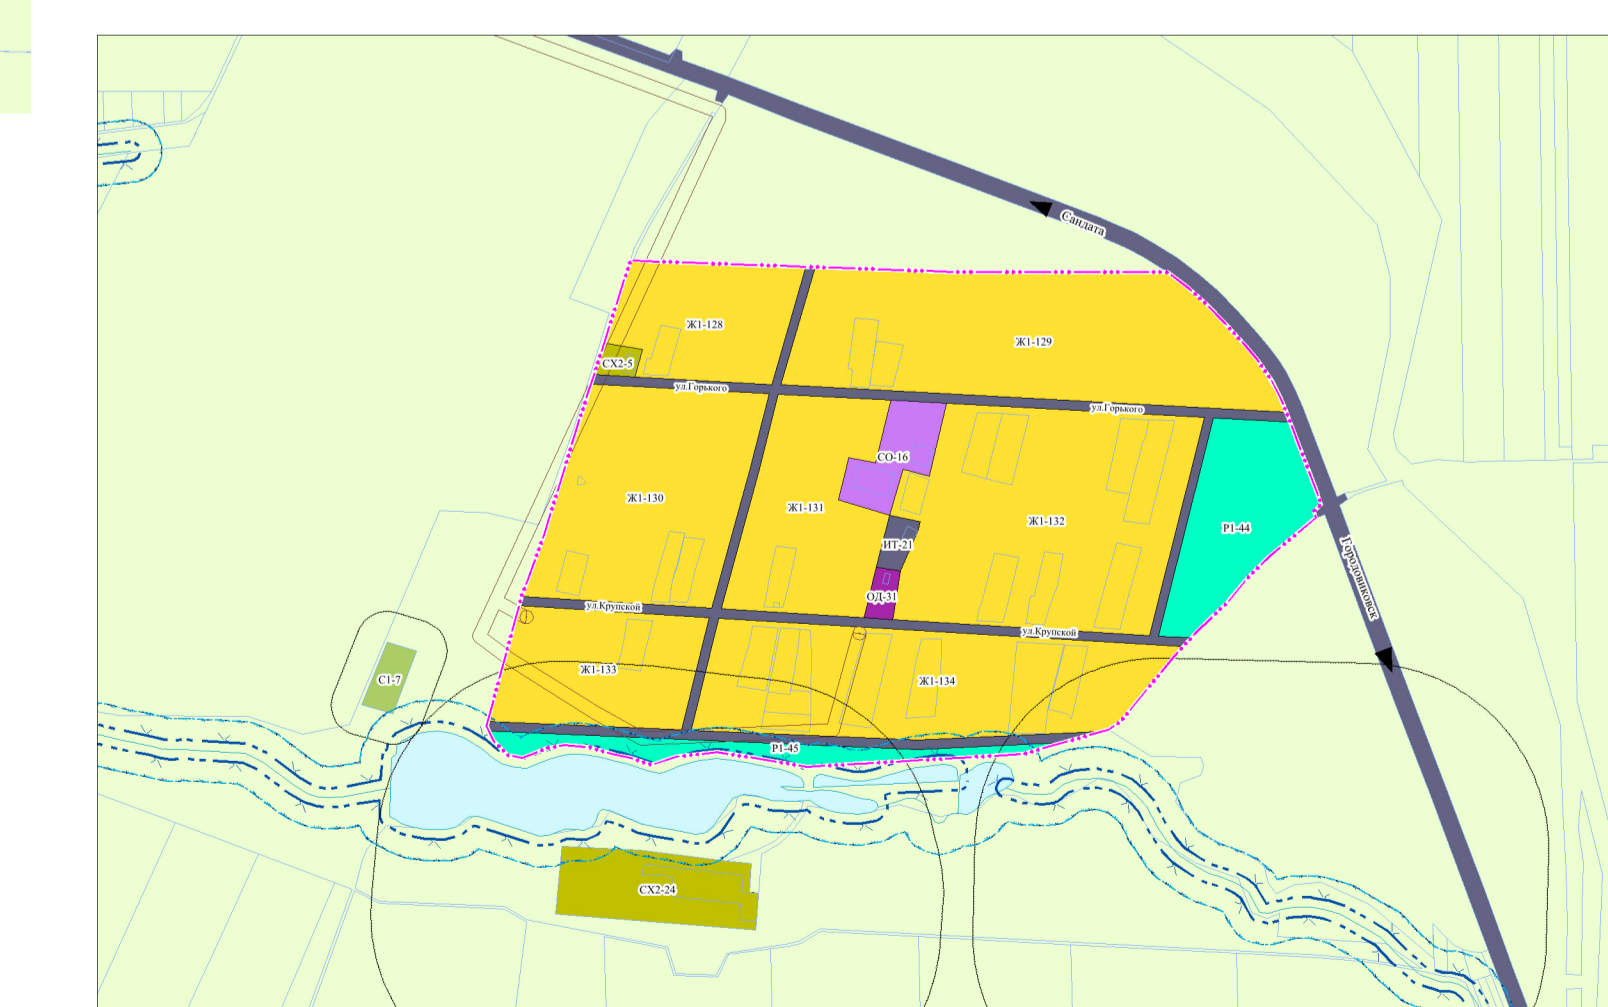 Сандата
Ж1-128
Ж1-129
СХ2-5
ул.Горького
ул.Горького
СО-16
Ж1-130
Ж1-131
Ж1-132
Р1-44
ИТ-21
Городовиковск
ОД-31
ул.Крупской
ул.Крупской
Ж1-133
С1-7
Ж1-134
Р1-45
СХ2-24